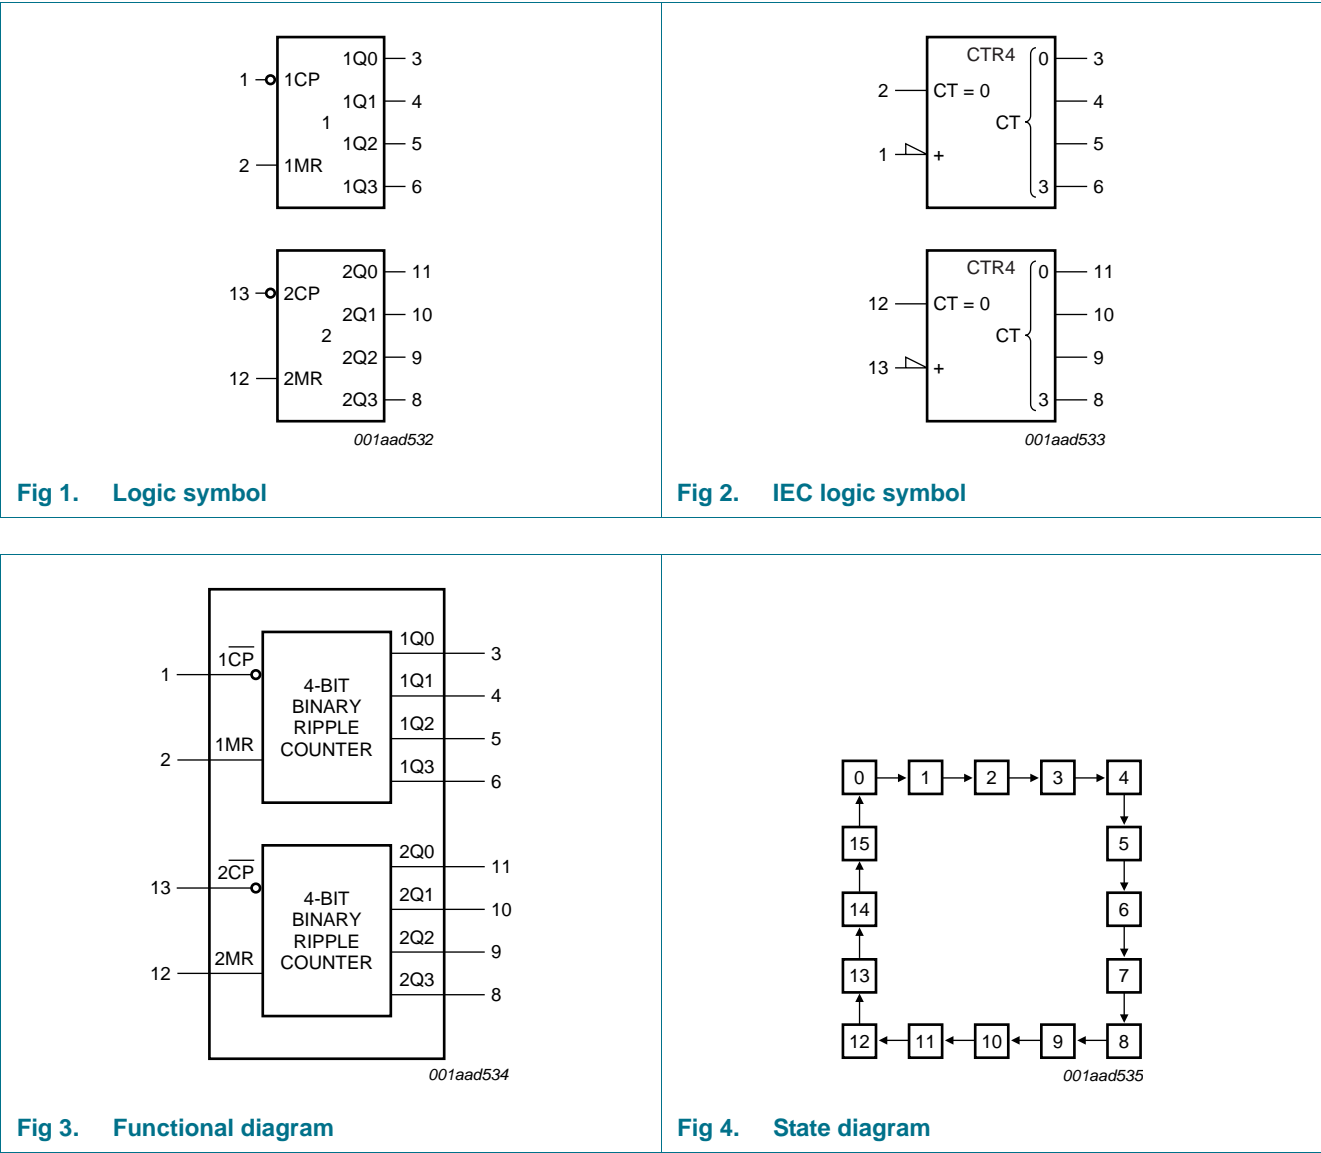 1Q0 3
1 1CP
1Q1 4
1
1Q2 5
2 1MR
1Q3 6
2Q0 11
13 2CP
2Q1 10
2
2Q2 9
12 2MR
2Q3 8
001aad532
Fig 1. Logic symbol
CTR4 0 3
2 CT = 0
4
CT
5
1 +
3 6
CTR4 0 11
12 CT = 0
10
CT
9
13 +
3 8
001aad533
Fig 2. IEC logic symbol
1Q0
3
1 1C̅P̅
4-BIT
BINARY
RIPPLE
COUNTER
1Q1
4
1Q2
5
2 1MR
1Q3
6
2Q0
11
13 2C̅P̅
4-BIT
BINARY
RIPPLE
COUNTER
2Q1
10
2Q2
9
12 2MR
2Q3
8
001aad534
Fig 3. Functional diagram
0 1 2 3 4
15 5
14 6
13 7
12 11 10 9 8
001aad535
Fig 4. State diagram